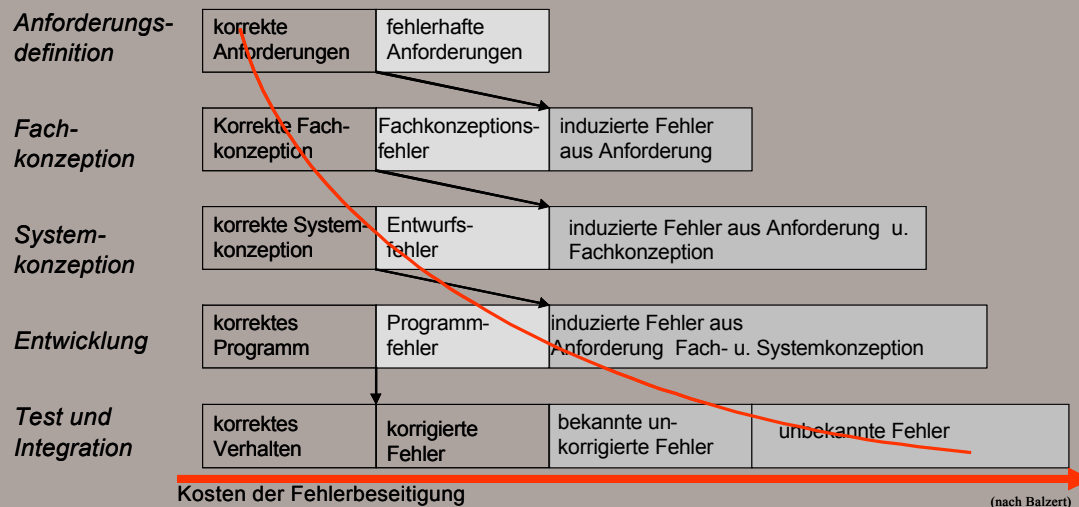 Anforderungs-
definition
korrekte
Anforderungen
fehlerhafte
Anforderungen
Fach-
konzeption
Korrekte Fach-
konzeption
Fachkonzeptions-
fehler
induzierte Fehler
aus Anforderung
System-
konzeption
korrekte System-
konzeption
Entwurfs-
fehler
induzierte Fehler aus Anforderung u.
Fachkonzeption
Entwicklung
korrektes
Programm
Programm-
fehler
induzierte Fehler aus
Anforderung Fach- u. Systemkonzeption
Test und
Integration
korrektes
Verhalten
korrigierte
Fehler
bekannte un-
korrigierte Fehler
unbekannte Fehler
Kosten der Fehlerbeseitigung
(nach Balzert)